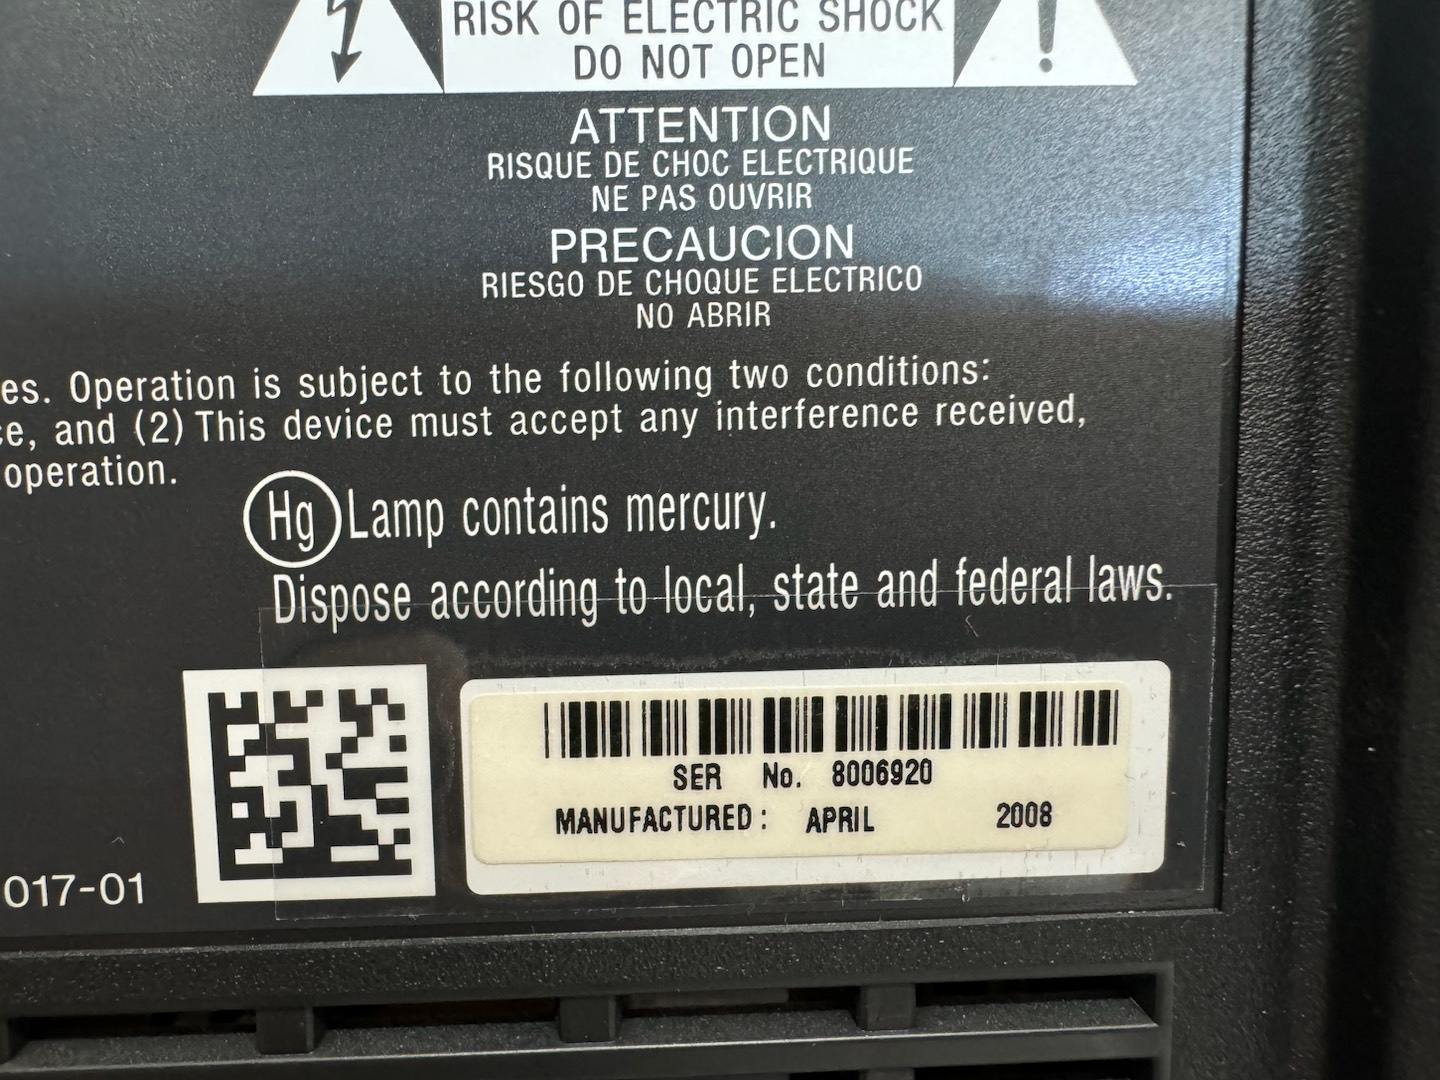 RISK OF ELECTRIC SHOCK
DO NOT OPEN
!
ATTENTION
RISQUE DE CHOC ELECTRIQUE
NE PAS OUVRIR
PRECAUCION
RIESGO DE CHOQUE ELECTRICO
NO ABRIR
es. Operation is subject to the following two conditions:
ce, and (2) This device must accept any interference received,
operation.
Hg Lamp contains mercury.
Dispose according to local, state and federal laws.
SER No. 8006920
MANUFACTURED: APRIL 2008
017-01